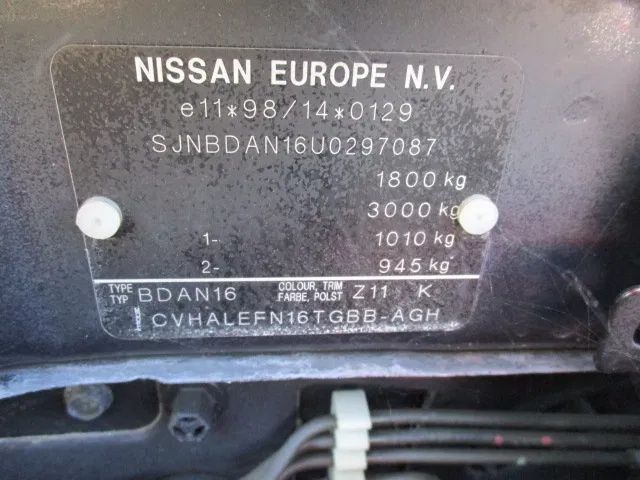 NISSAN EUROPE N.V.
e11*98/14*0129
SJNBDAN16U0297087
1800 kg
3000 kg
1- 1010 kg
2- 945 kg
TYPE TYP BDAN16 COLOUR, TRIM FARBE, POLST Z11 K
CVHALEFN16TGBB-AGH